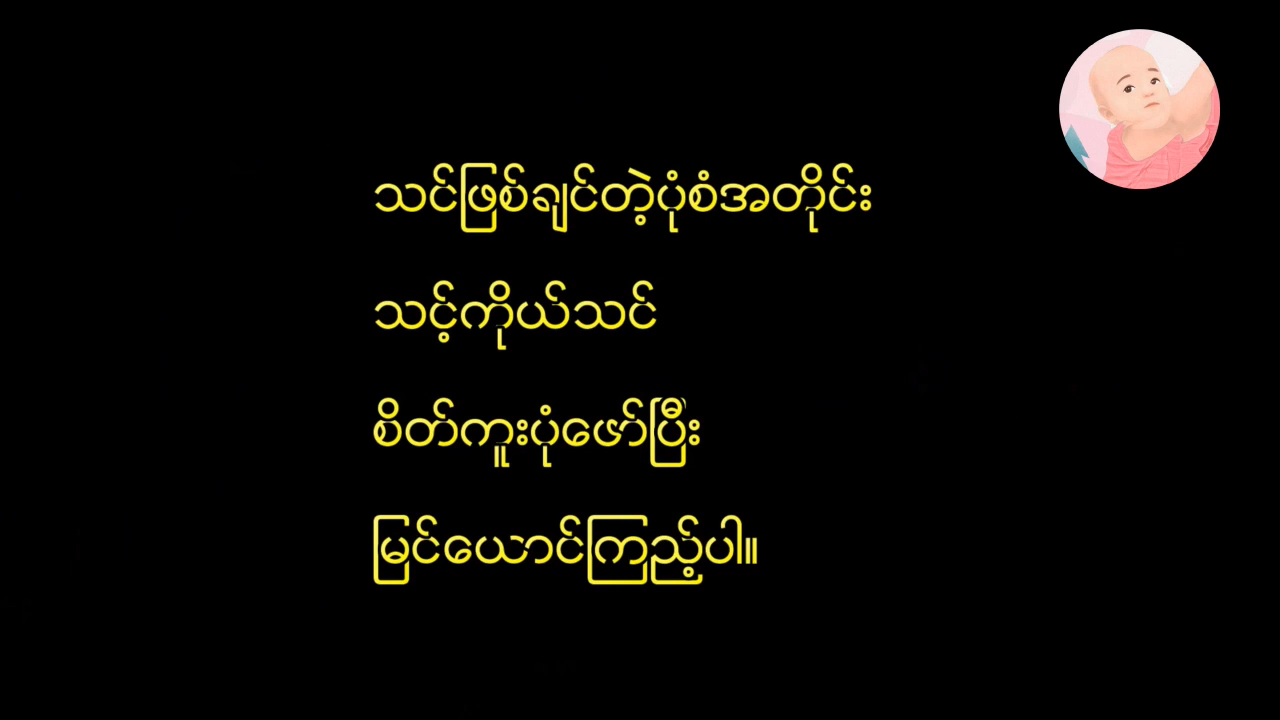 သင်ဖြစ်ချင်တဲ့ပုံစံအတိုင်း
သင့်ကိုယ်သင်
စိတ်ကူးပုံဖော်ပြီး
မြင်ယောင်ကြည့်ပါ။